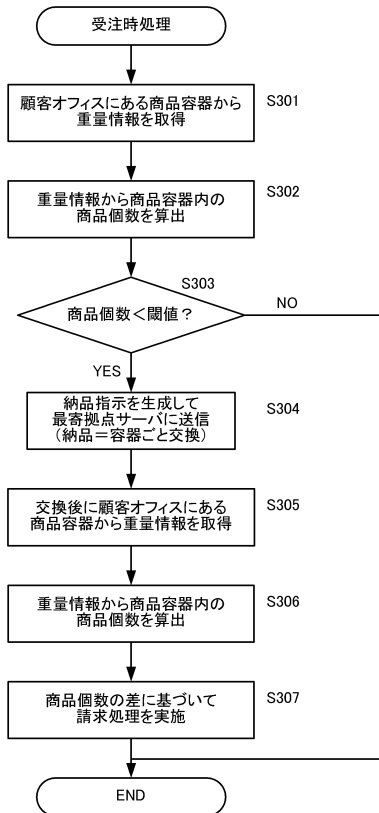 受注時処理
顧客オフィスにある商品容器から
重量情報を取得
S301
重量情報から商品容器内の
商品個数を算出
S302
S303
商品個数＜閾値？
NO
YES
納品指示を生成して
最寄拠点サーバに送信
（納品＝容器ごと交換）
S304
交換後に顧客オフィスにある
商品容器から重量情報を取得
S305
重量情報から商品容器内の
商品個数を算出
S306
商品個数の差に基づいて
請求処理を実施
S307
END